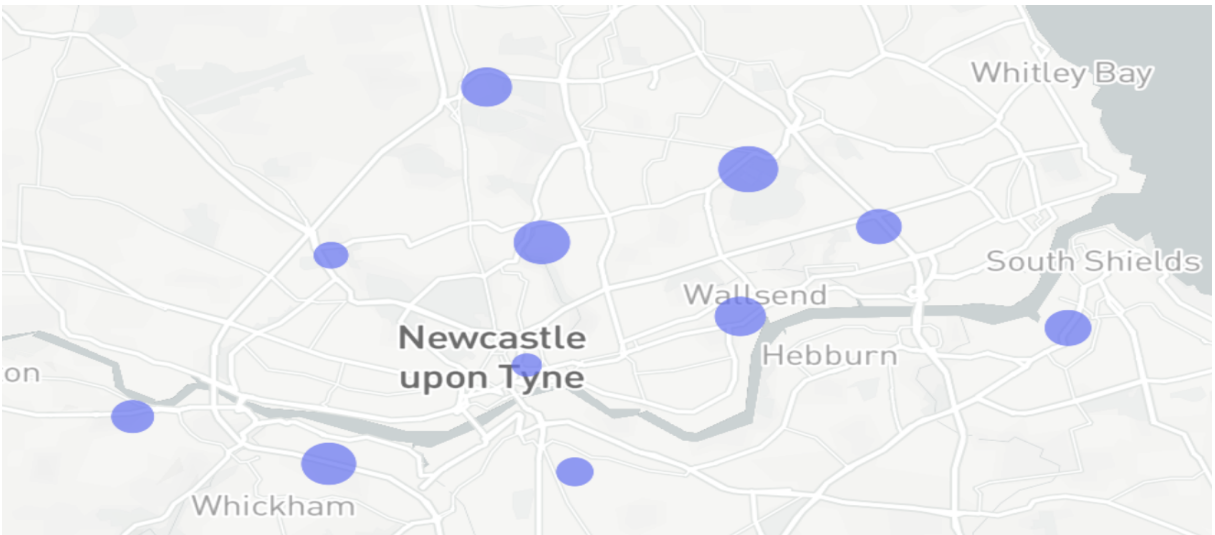 Whitley Bay
South Shields
Wallsend
Newcastle
upon Tyne
Hebburn
on
Whickham